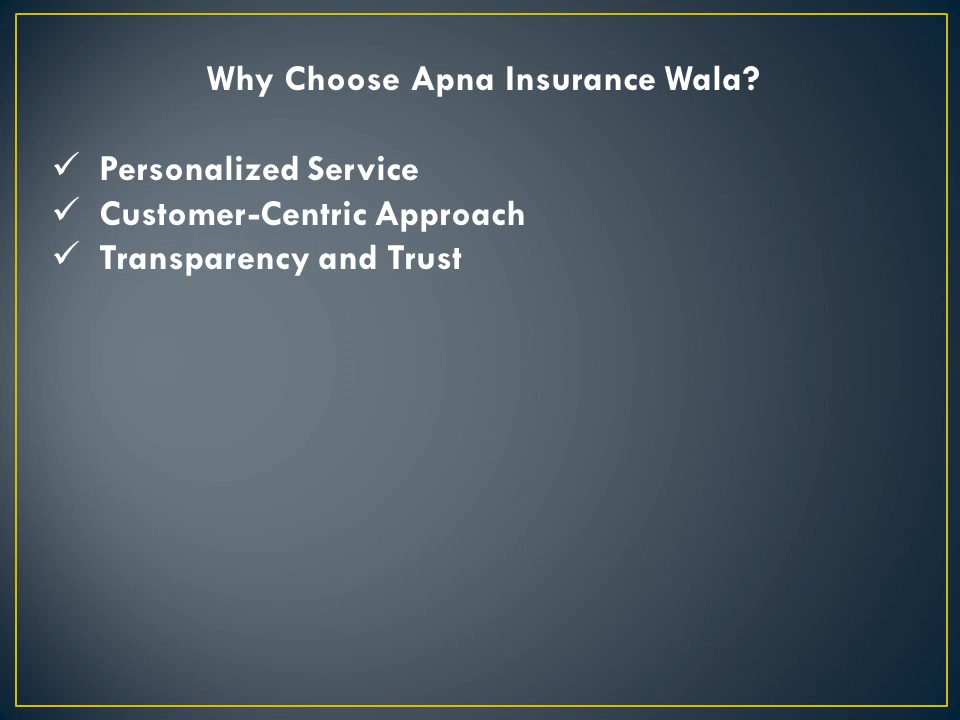 Why Choose Apna Insurance Wala?
✓ Personalized Service
✓ Customer-Centric Approach
✓ Transparency and Trust